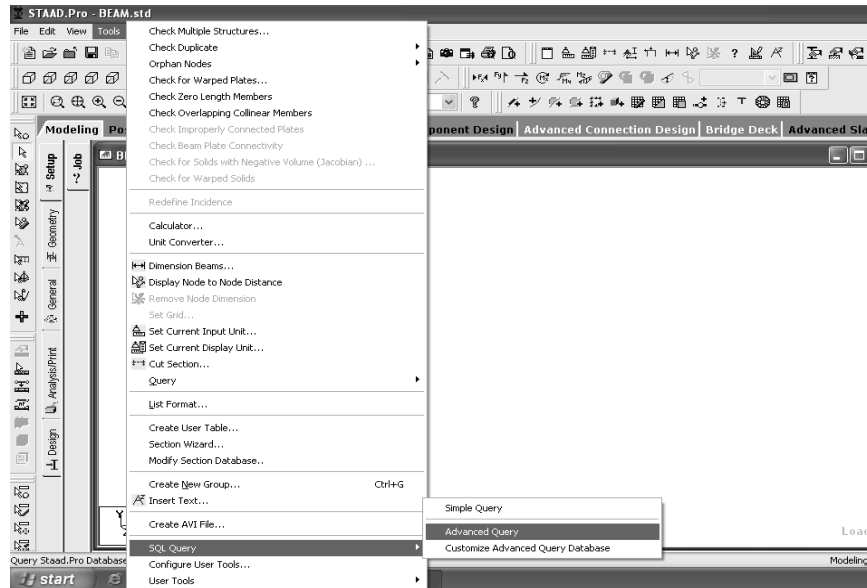 STAAD.Pro - BEAM.std
File Edit View Tools
Check Multiple Structures...
Check Duplicate
Orphan Nodes
Check for Warped Plates...
Check Zero Length Members
Check Overlapping Collinear Members
Check Improperly Connected Plates
Check Beam Plate Connectivity
Check for Solids with Negative Volume (Jacobian) ...
Check for Warped Solids
Redefine Incidence
Calculator...
Unit Converter...
Dimension Beams...
Display Node to Node Distance
Remove Node Dimension
Set Grid...
Set Current Input Unit...
Set Current Display Unit...
Cut Section...
Query
List Format...
Create User Table...
Section Wizard...
Modify Section Database..
Create New Group... Ctrl+G
Insert Text...
Create AVI File...
SQL Query
Configure User Tools...
User Tools
Simple Query
Advanced Query
Customize Advanced Query Database
Modeling Po
ponent Design Advanced Connection Design Bridge Deck Advanced Sla
Setup
Geometry
General
Analysis/Print
Design
Job
BE
Y
Loa
Query Staad.Pro Database
Modeling
start